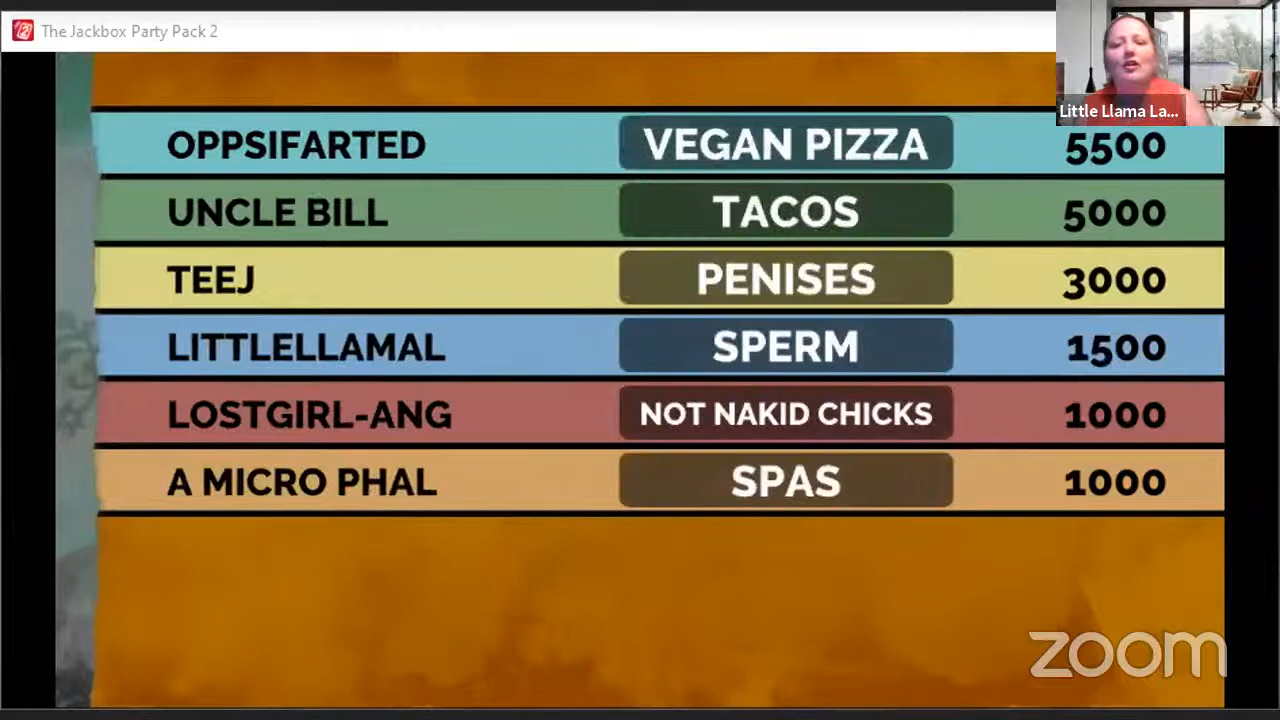 The Jackbox Party Pack 2
Little Llama La...
OPPSIFARTED VEGAN PIZZA 5500
UNCLE BILL TACOS 5000
TEEJ PENISES 3000
LITTLELLAMAL SPERM 1500
LOSTGIRL-ANG NOT NAKID CHICKS 1000
A MICRO PHAL SPAS 1000
zoom